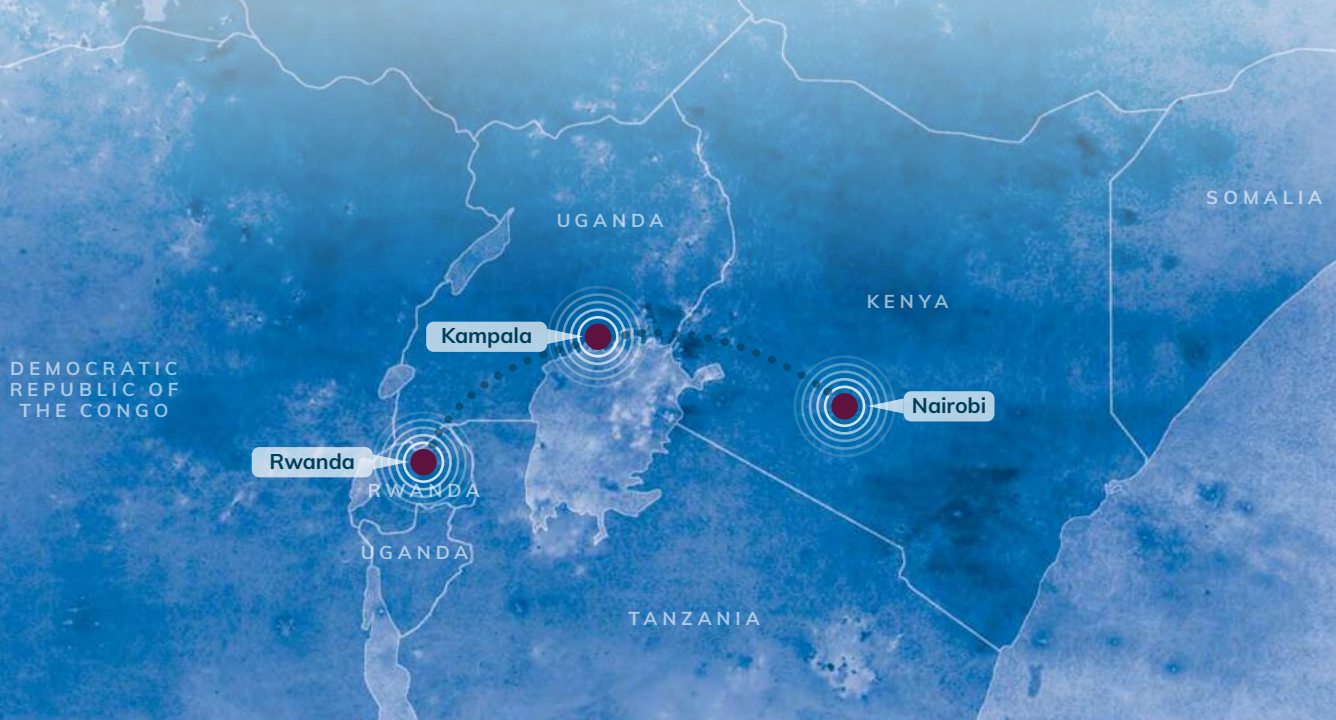 SOMALIA
UGANDA
KENYA
Kampala
DEMOCRATIC
REPUBLIC OF
THE CONGO
Nairobi
Rwanda
RWANDA
UGANDA
TANZANIA